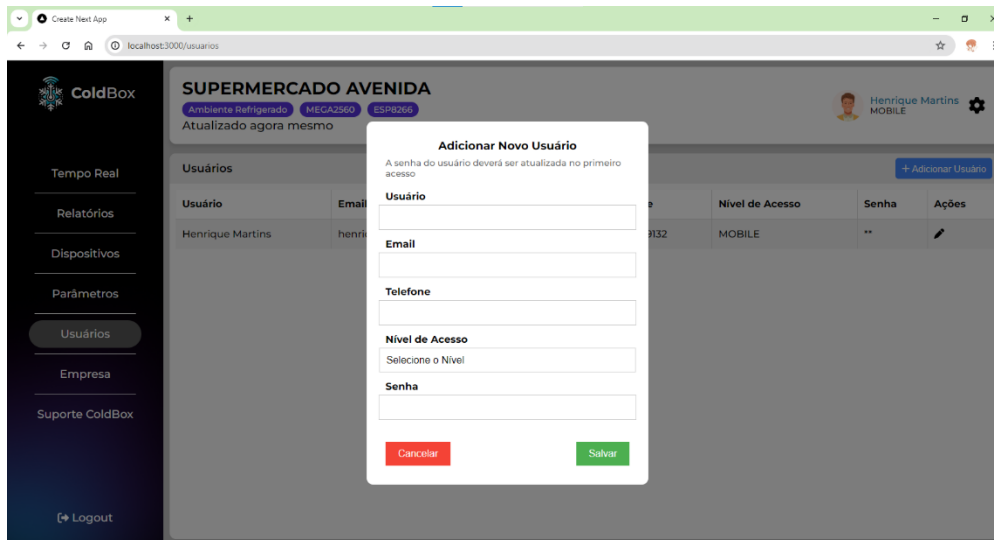 Create Next App
localhost:3000/usuarios
ColdBox
SUPERMERCADO AVENIDA
Ambiente Refrigerado MEGA2560 ESP8266
Atualizado agora mesmo
Henrique Martins
MOBILE
Tempo Real
Relatórios
Dispositivos
Parâmetros
Usuários
Empresa
Suporte ColdBox
Logout
Usuários
+ Adicionar Usuário
Usuário Email Nível de Acesso Senha Ações
Henrique Martins henri 9132 MOBILE **
Adicionar Novo Usuário
A senha do usuário deverá ser atualizada no primeiro
acesso
Usuário
Email
Telefone
Nível de Acesso
Selecione o Nível
Senha
Cancelar Salvar